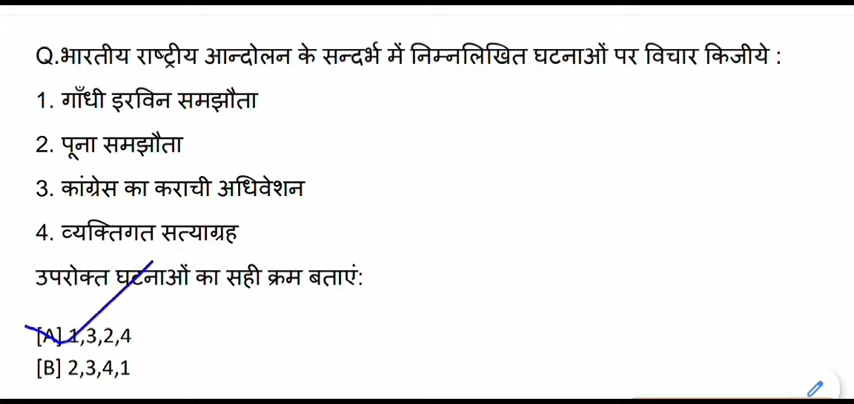 Q.भारतीय राष्ट्रीय आन्दोलन के सन्दर्भ में निम्नलिखित घटनाओं पर विचार किजीये :
1. गाँधी इरविन समझौता
2. पूना समझौता
3. कांग्रेस का कराची अधिवेशन
4. व्यक्तिगत सत्याग्रह
उपरोक्त घटनाओं का सही क्रम बताएं:
[A] 1,3,2,4
[B] 2,3,4,1